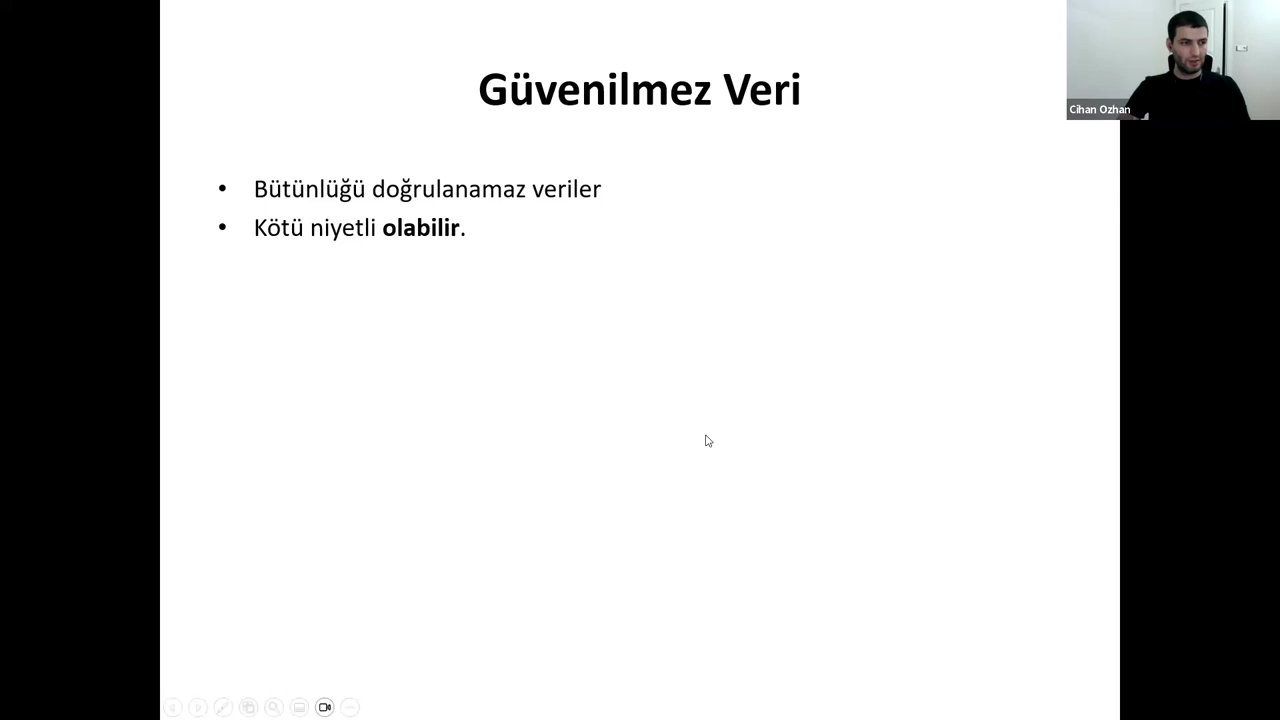 Güvenilmez Veri
Cihan Ozhan
• Bütünlüğü doğrulanamaz veriler
• Kötü niyetli olabilir.